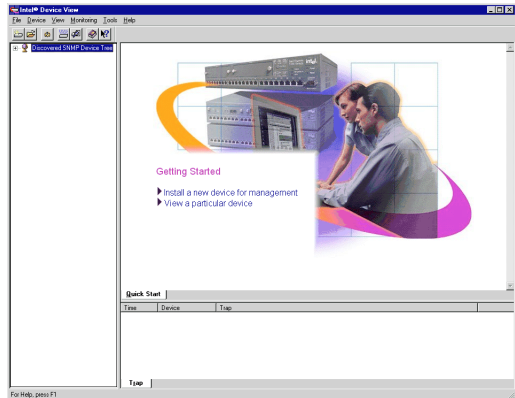 Intel® Device View
File Device View Monitoring Tools Help
Discovered SNMP Device Tree
Getting Started
Install a new device for management
View a particular device
Quick Start
Time Device Trap
Trap
For Help, press F1